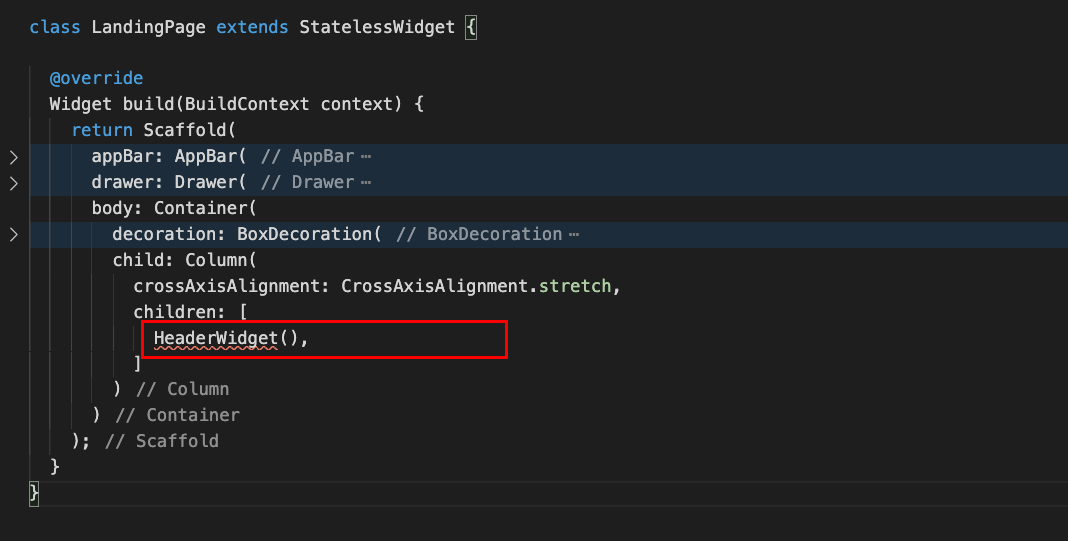 class LandingPage extends StatelessWidget {
@override
Widget build(BuildContext context) {
return Scaffold(
appBar: AppBar( // AppBar ⋯
drawer: Drawer( // Drawer ⋯
body: Container(
decoration: BoxDecoration( // BoxDecoration ⋯
child: Column(
crossAxisAlignment: CrossAxisAlignment.stretch,
children: [
HeaderWidget(),
]
) // Column
) // Container
); // Scaffold
}
}